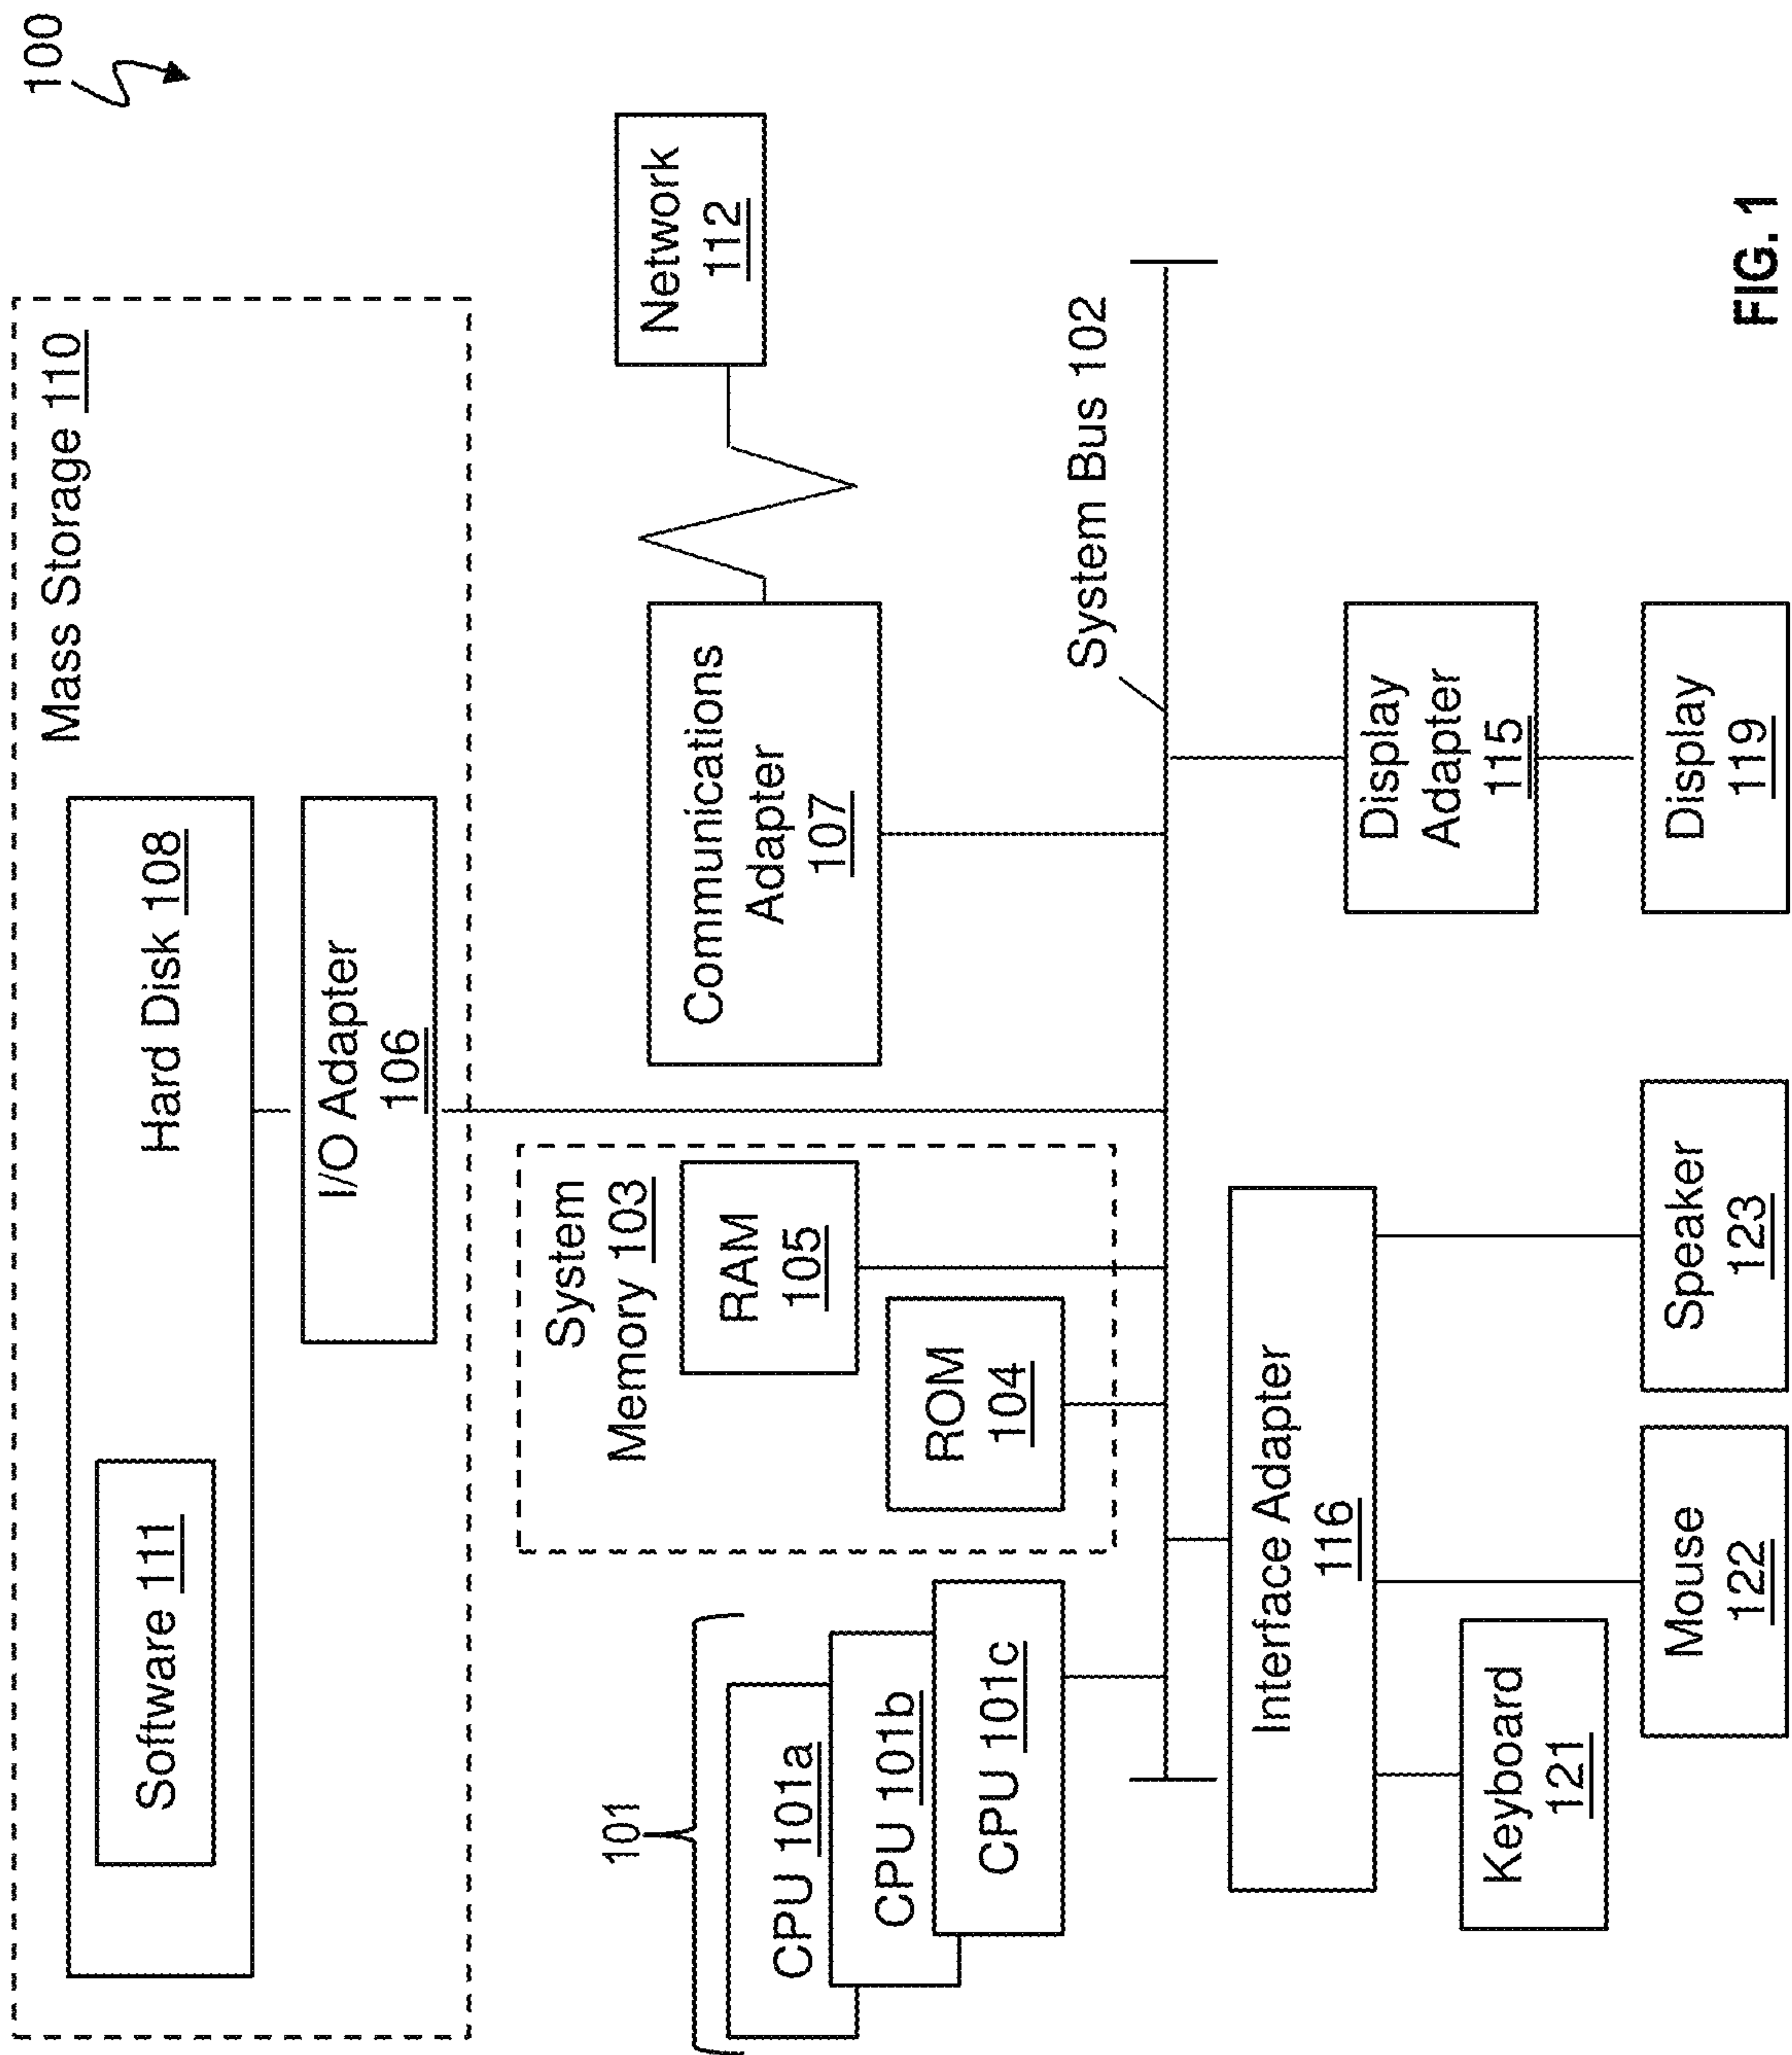 100
Mass Storage 110
Hard Disk 108
Software 111
I/O Adapter
106
System
Memory 103
RAM
105
ROM
104
101
CPU 101a
CPU 101b
CPU 101c
Communications
Adapter
107
Network
112
System Bus 102
Interface Adapter
116
Display
Adapter
115
Keyboard
121
Mouse
122
Speaker
123
Display
119
FIG. 1